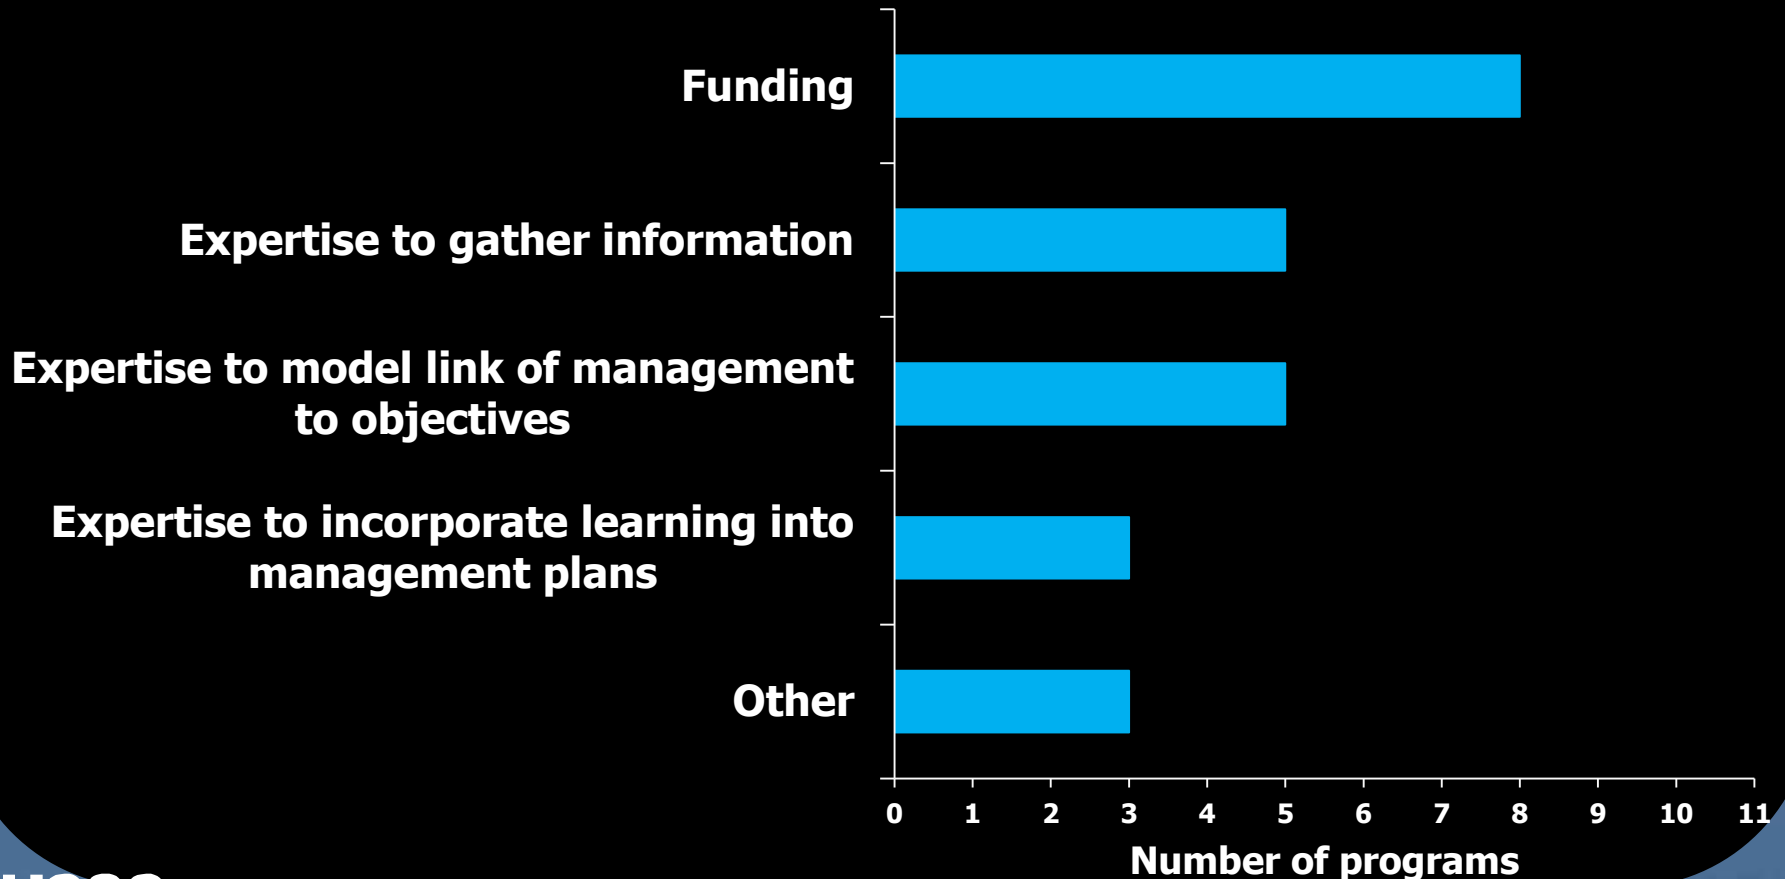 Funding
Expertise to gather information
Expertise to model link of management
to objectives
Expertise to incorporate learning into
management plans
Other
0 1 2 3 4 5 6 7 8 9 10 11
Number of programs